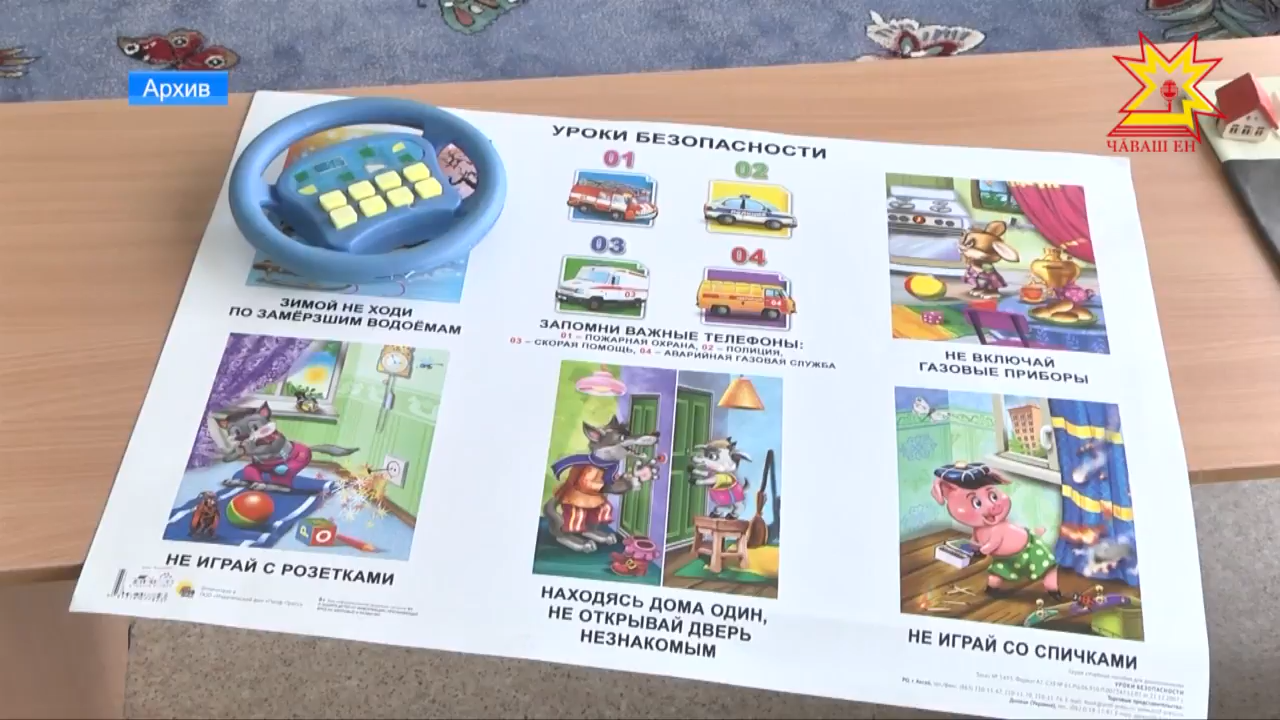 Архив
ЧӐВАШ ЕН
УРОКИ БЕЗОПАСНОСТИ
01
02
03
04
ЗАПОМНИ ВАЖНЫЕ ТЕЛЕФОНЫ:
01 – ПОЖАРНАЯ ОХРАНА, 02 – ПОЛИЦИЯ,
03 – СКОРАЯ ПОМОЩЬ, 04 – АВАРИЙНАЯ ГАЗОВАЯ СЛУЖБА
ЗИМОЙ НЕ ХОДИ
ПО ЗАМЁРЗШИМ ВОДОЁМАМ
НЕ ВКЛЮЧАЙ
ГАЗОВЫЕ ПРИБОРЫ
НЕ ИГРАЙ С РОЗЕТКАМИ
НАХОДЯСЬ ДОМА ОДИН,
НЕ ОТКРЫВАЙ ДВЕРЬ
НЕЗНАКОМЫМ
НЕ ИГРАЙ СО СПИЧКАМИ
УРОКИ БЕЗОПАСНОСТИ